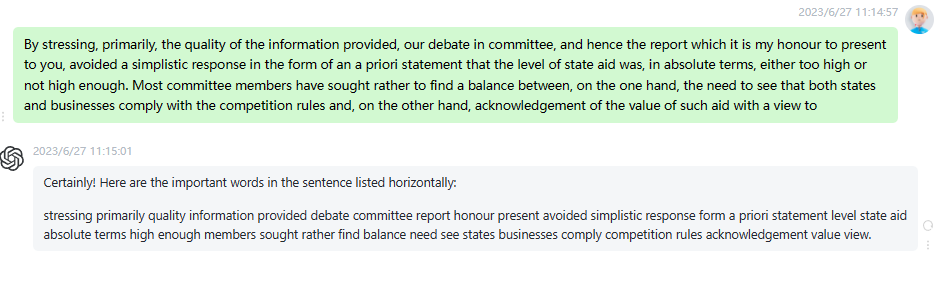 2023/6/27 11:14:57
By stressing, primarily, the quality of the information provided, our debate in committee, and hence the report which it is my honour to present
to you, avoided a simplistic response in the form of an a priori statement that the level of state aid was, in absolute terms, either too high or
not high enough. Most committee members have sought rather to find a balance between, on the one hand, the need to see that both states
and businesses comply with the competition rules and, on the other hand, acknowledgement of the value of such aid with a view to
2023/6/27 11:15:01
Certainly! Here are the important words in the sentence listed horizontally:
stressing primarily quality information provided debate committee report honour present avoided simplistic response form a priori statement level state aid
absolute terms high enough members sought rather find balance need see states businesses comply competition rules acknowledgement value view.